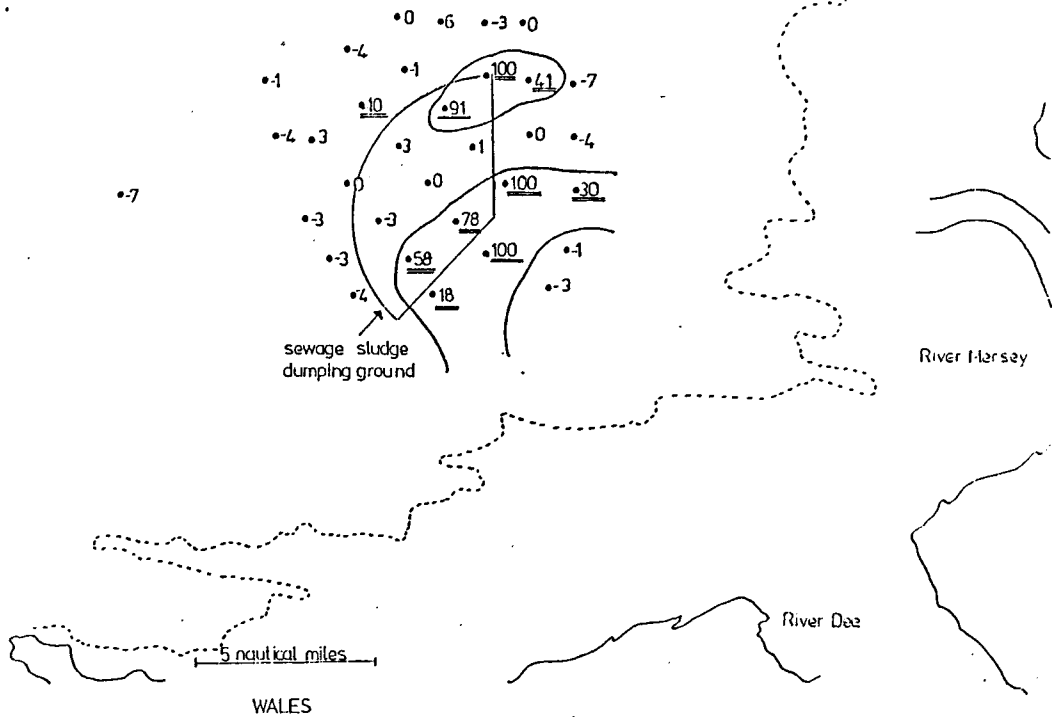 0 6 -3 0
-4
-1 -1 100 41 -7
10 91
-4 3 3 1 0 -4
-7 0 0 100 30
-3 -3 78
-3 58 100 -1
-4 18 -3
sewage sludge
dumping ground
River Mersey
River Dee
5 nautical miles
WALES